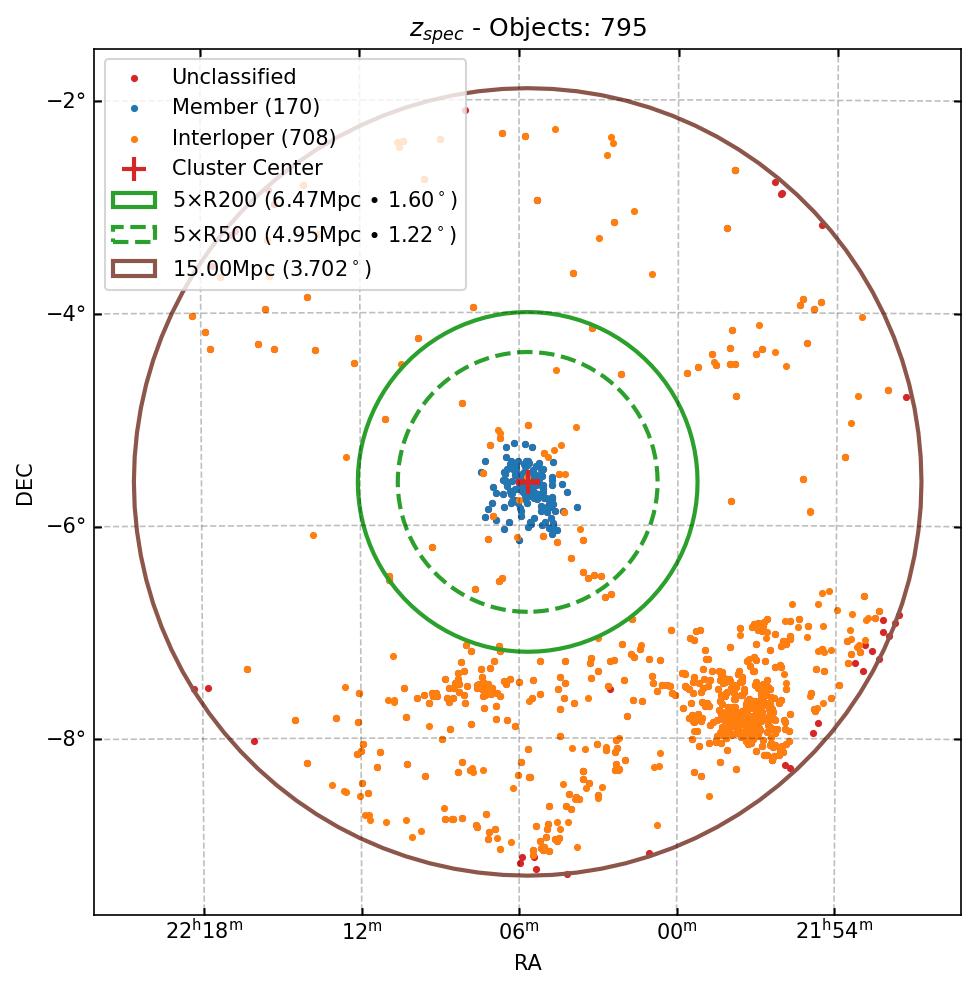 z_spec - Objects: 795
Unclassified
Member (170)
Interloper (708)
Cluster Center
5×R200 (6.47Mpc • 1.60°)
5×R500 (4.95Mpc • 1.22°)
15.00Mpc (3.702°)
−2°
−4°
−6°
−8°
DEC
22ʰ18ᵐ 12ᵐ 06ᵐ 00ᵐ 21ʰ54ᵐ
RA